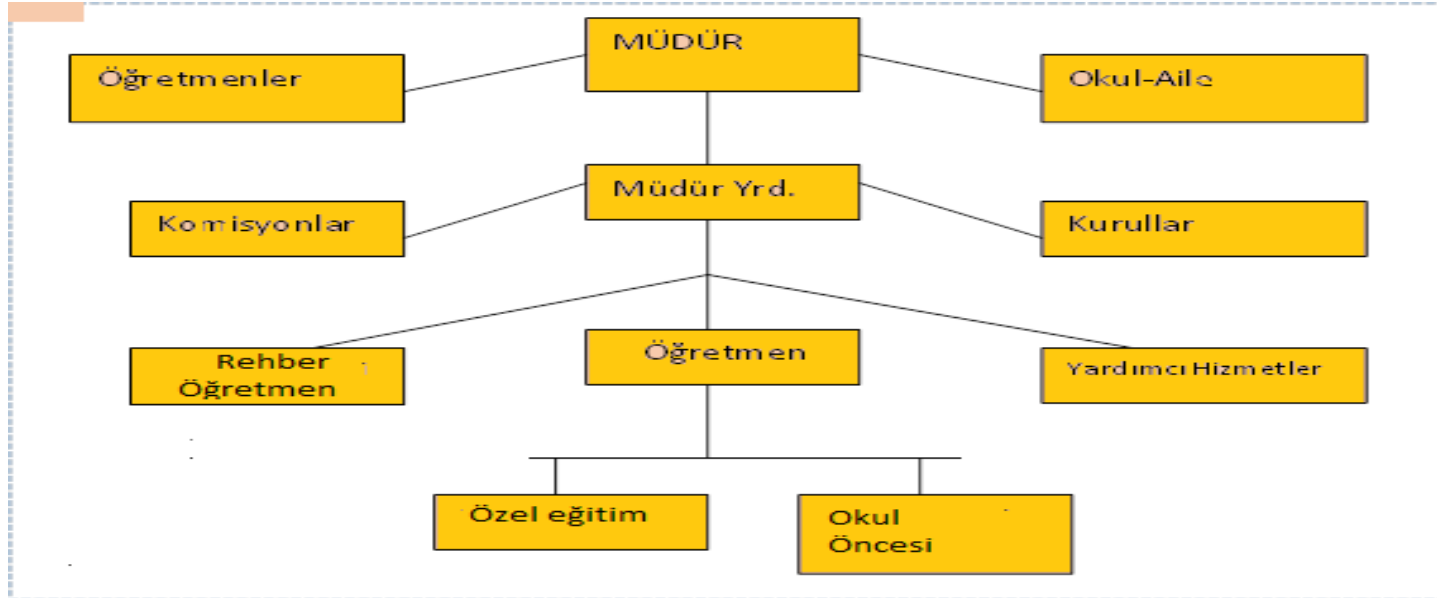 MÜDÜR
Öğretmenler
Okul-Aile
Müdür Yrd.
Komisyonlar
Kurullar
Rehber
Öğretmen
Öğretmen
Yardımcı Hizmetler
Özel eğitim
Okul
Öncesi